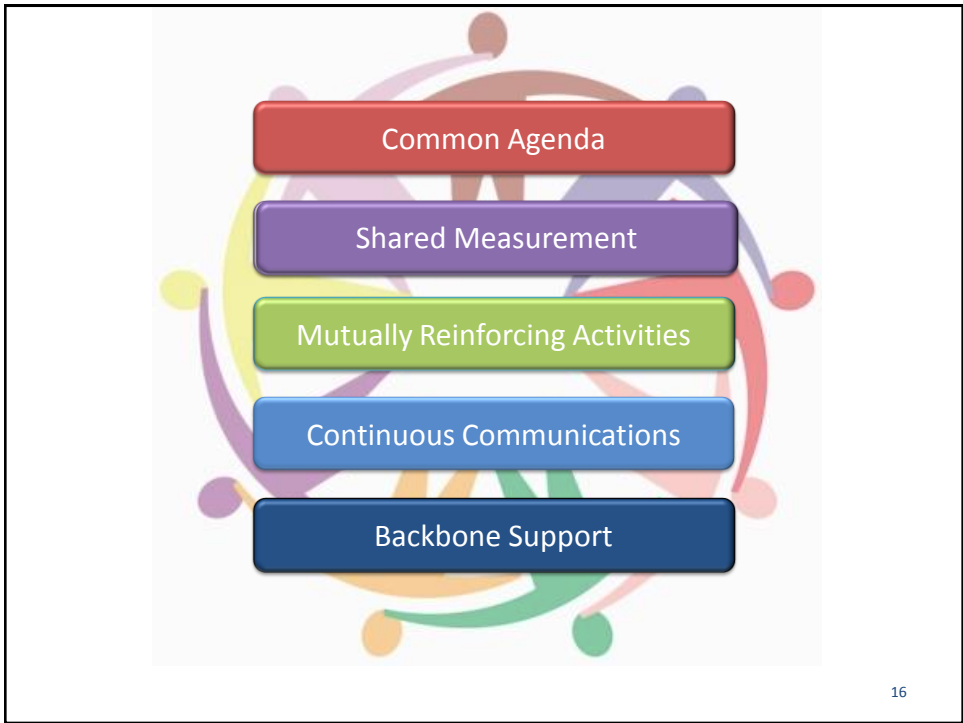 Common Agenda
Shared Measurement
Mutually Reinforcing Activities
Continuous Communications
Backbone Support
16